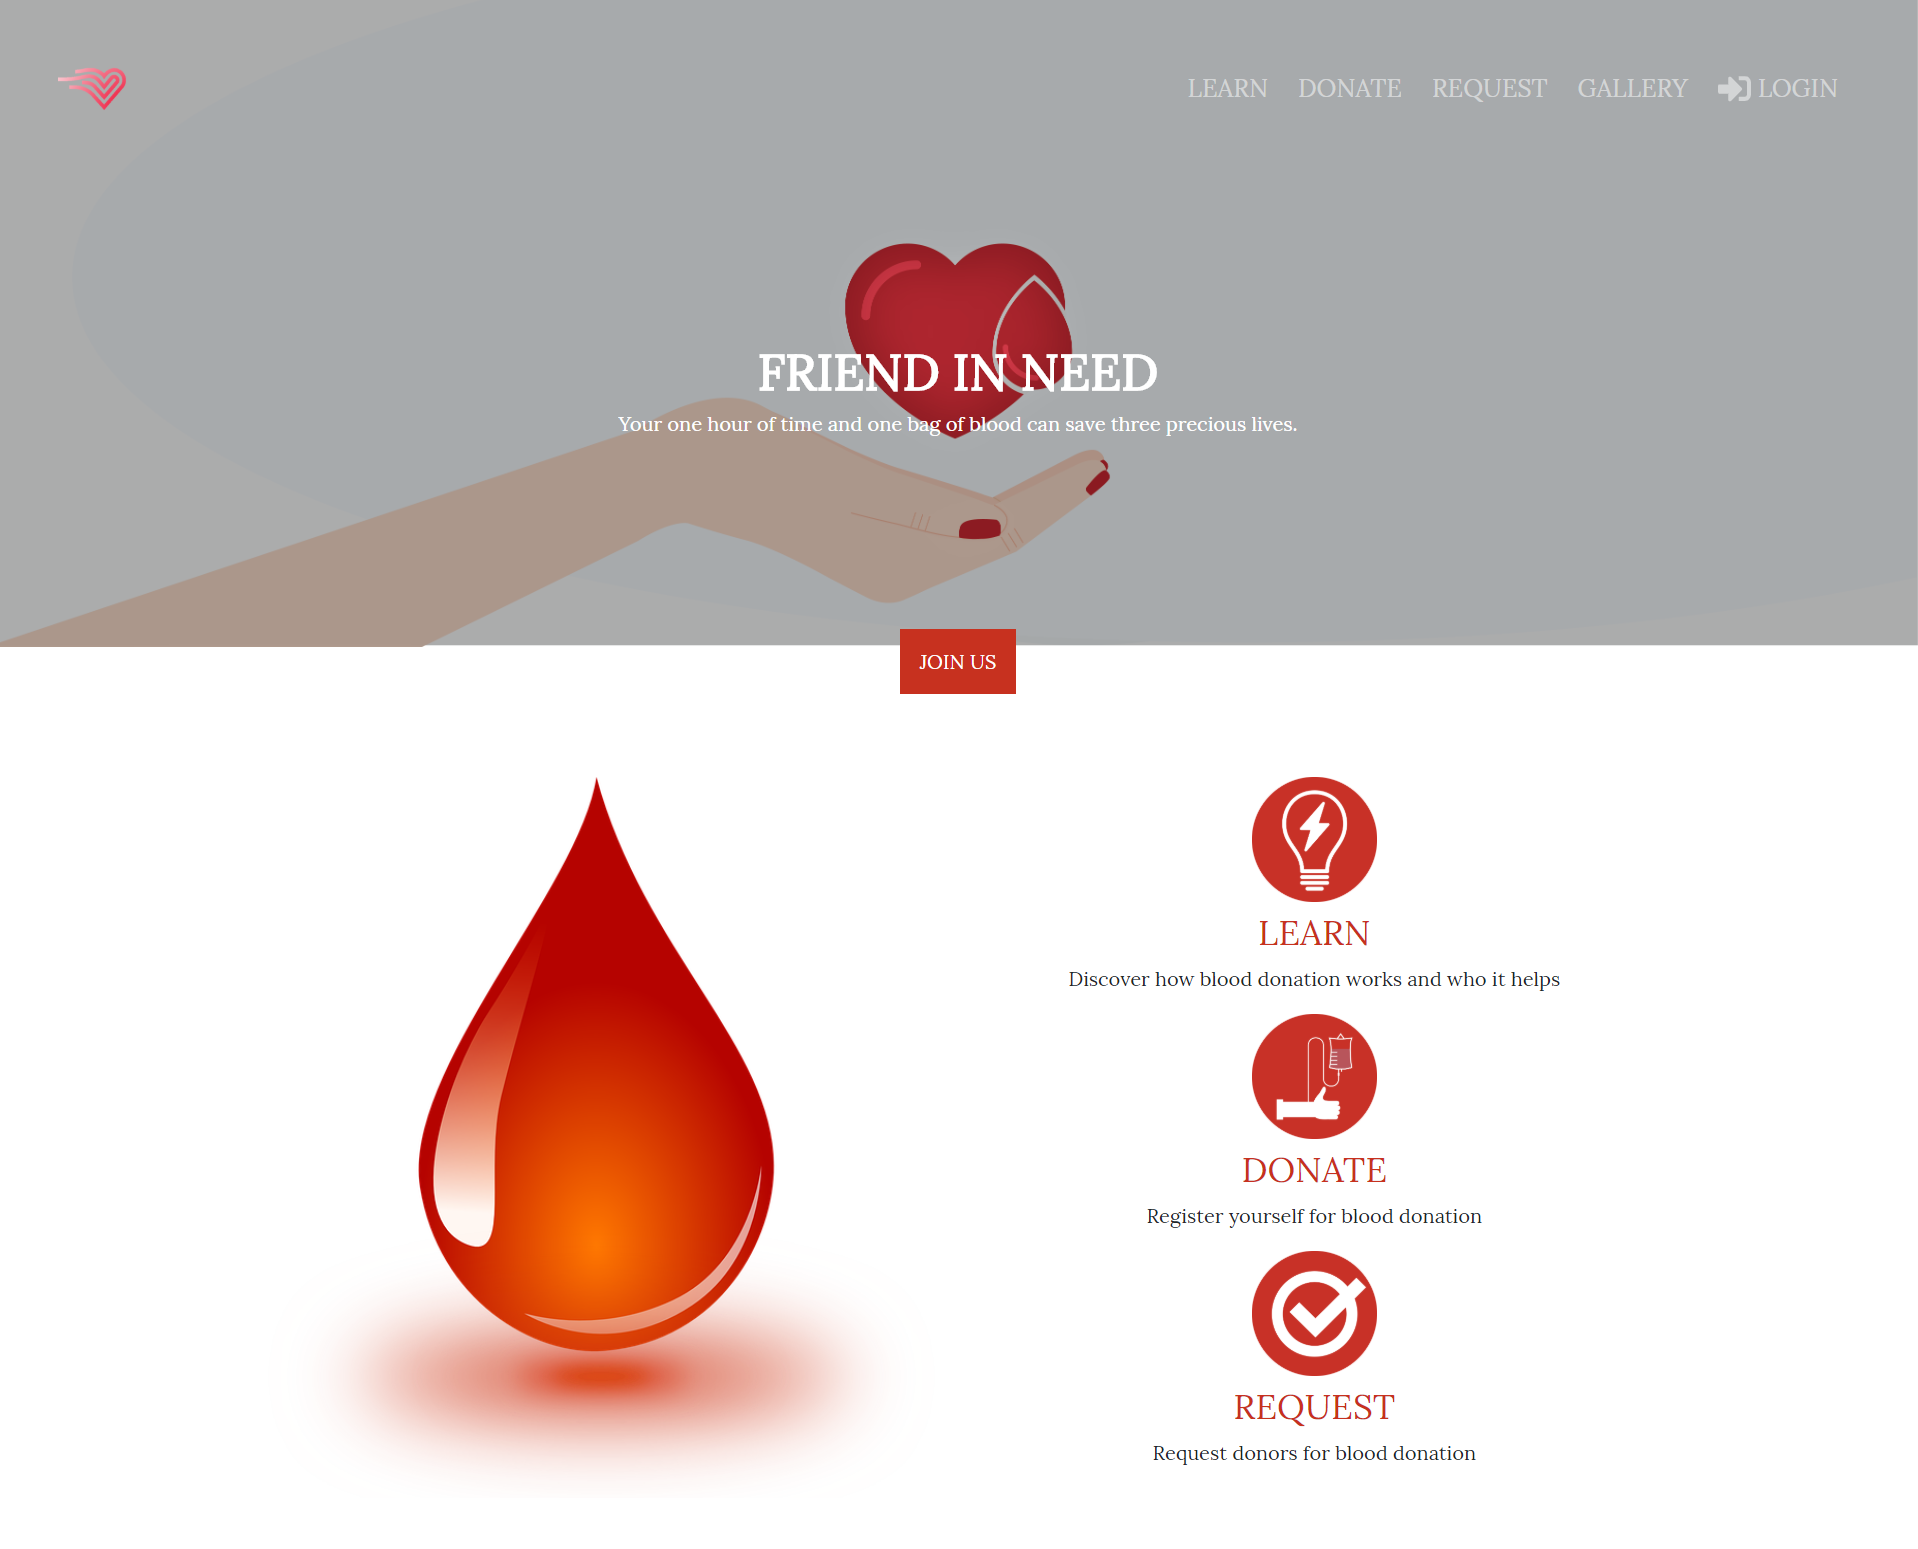 LEARN DONATE REQUEST GALLERY LOGIN
FRIEND IN NEED
Your one hour of time and one bag of blood can save three precious lives.
JOIN US
LEARN
Discover how blood donation works and who it helps
DONATE
Register yourself for blood donation
REQUEST
Request donors for blood donation